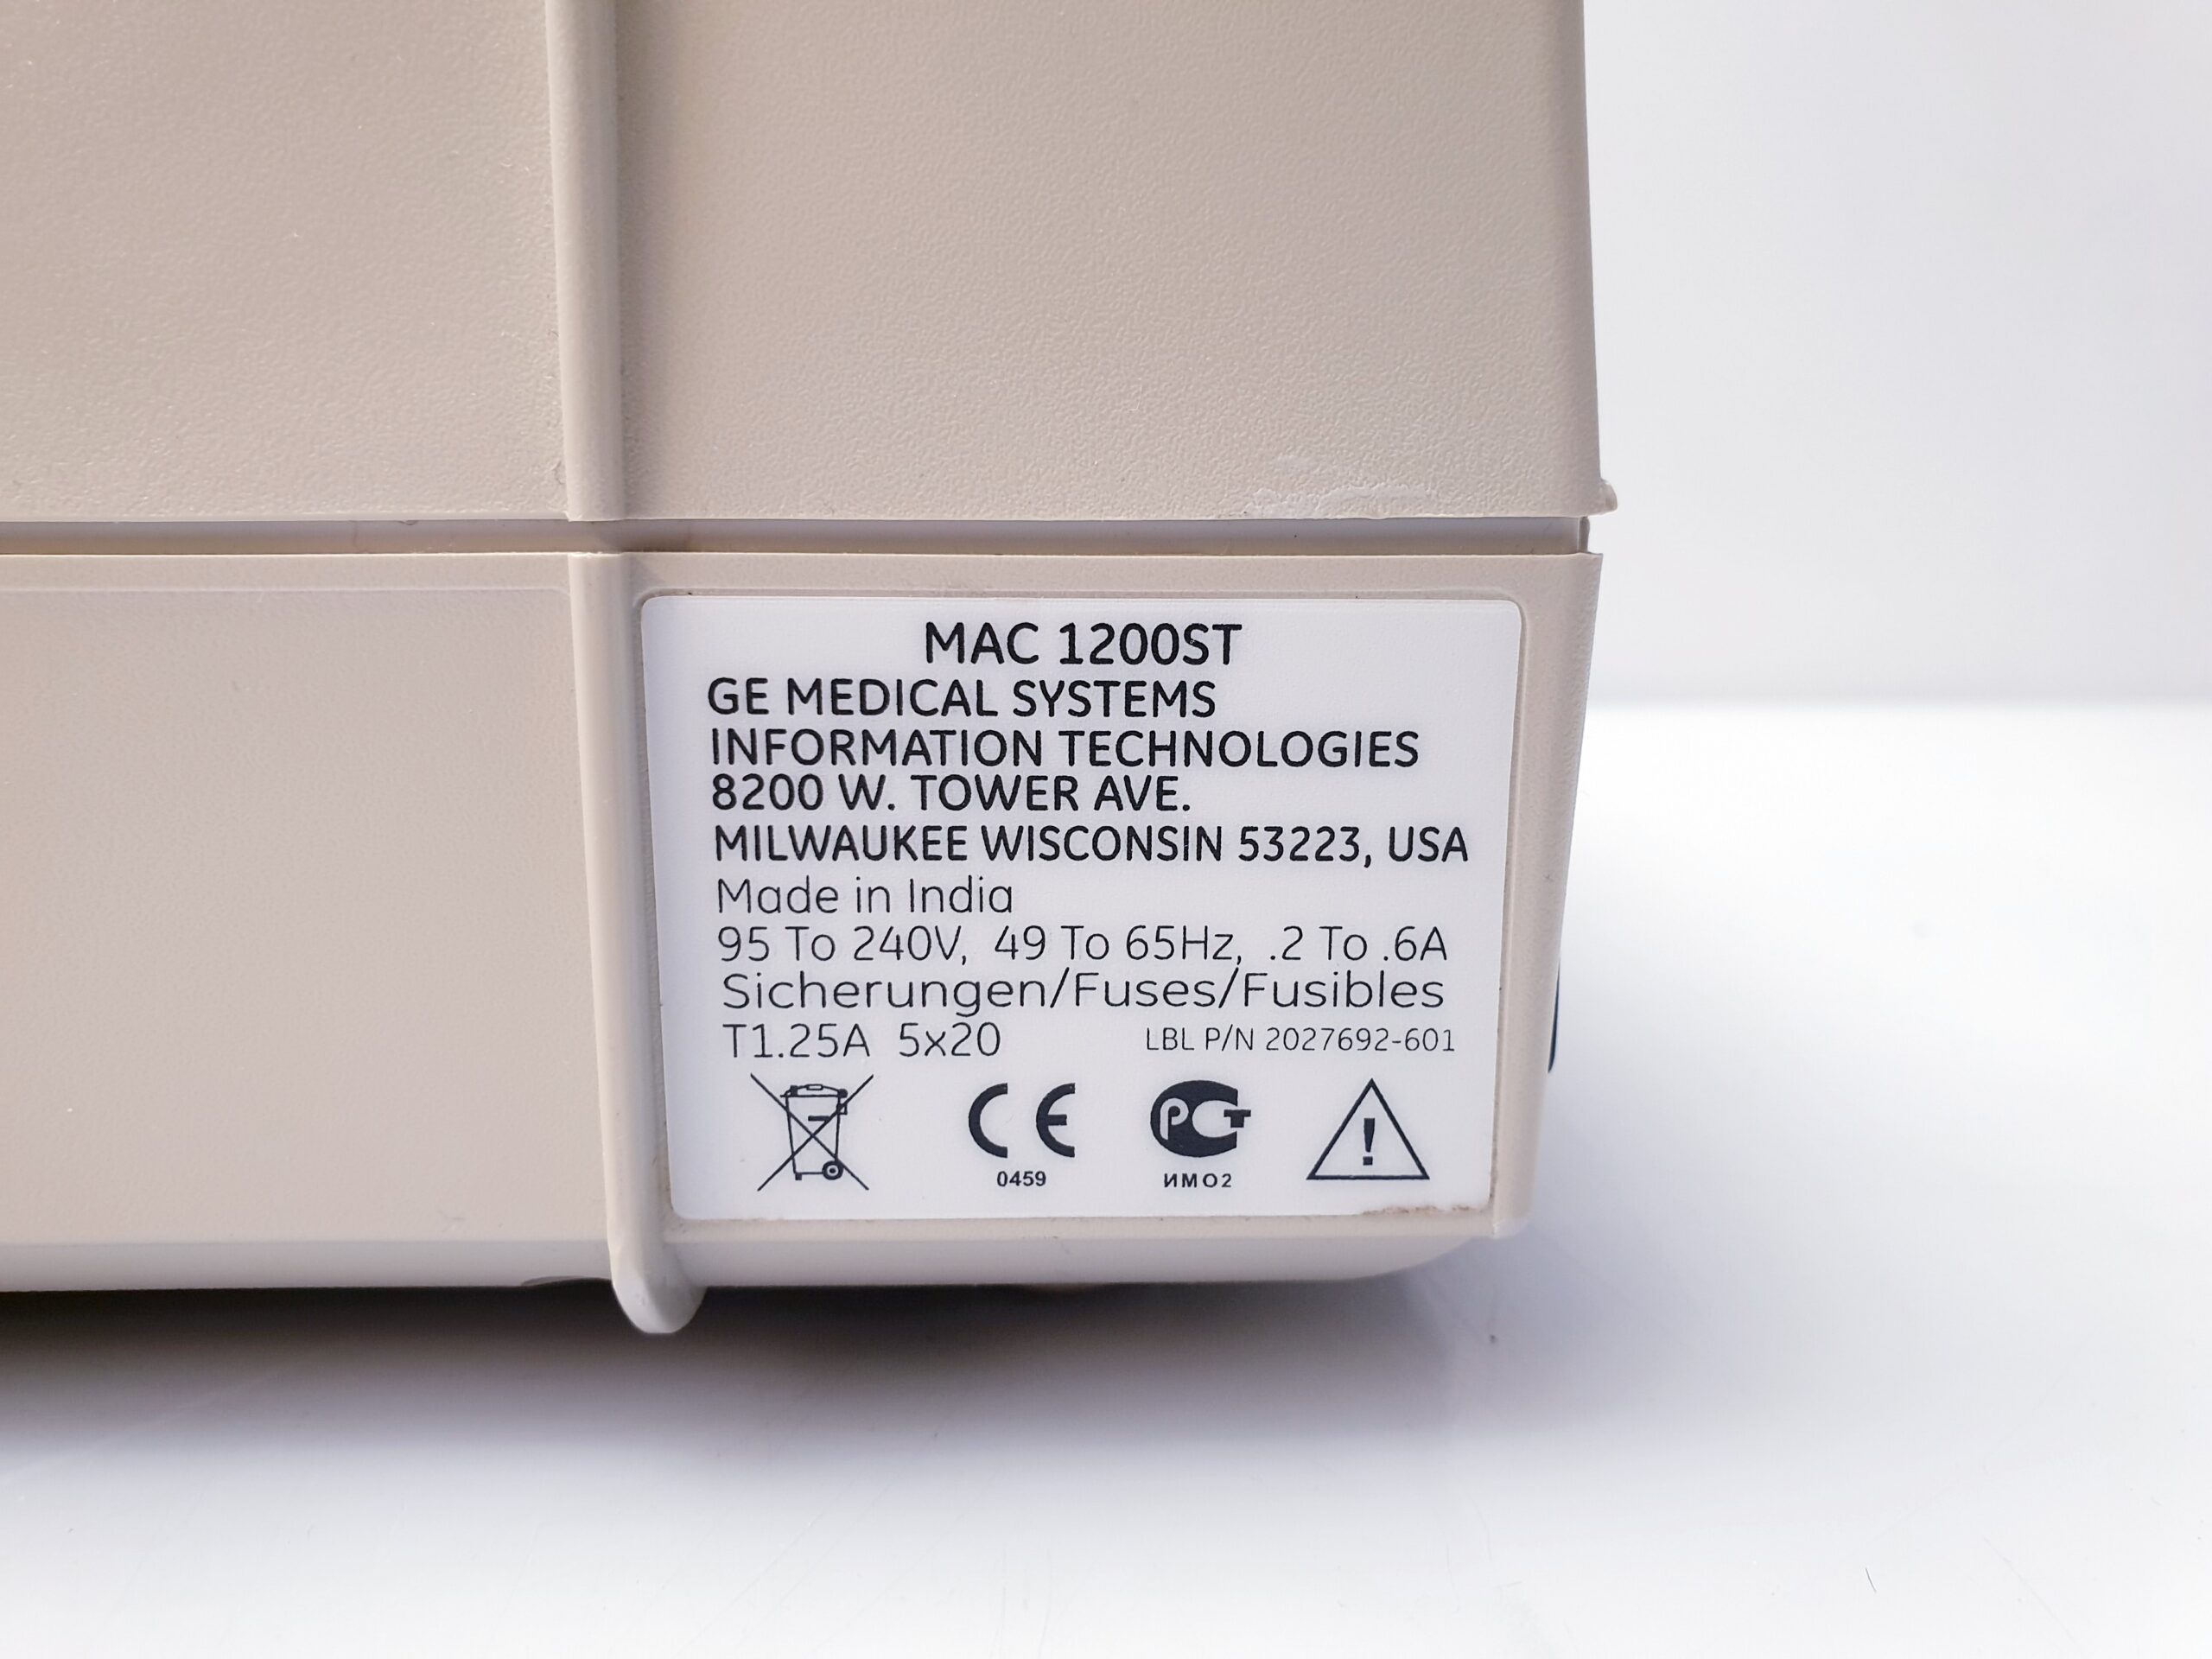 MAC 1200ST
GE MEDICAL SYSTEMS
INFORMATION TECHNOLOGIES
8200 W. TOWER AVE.
MILWAUKEE WISCONSIN 53223, USA
Made in India
95 To 240V, 49 To 65Hz, .2 To .6A
Sicherungen/Fuses/Fusibles
T1.25A 5x20 LBL P/N 2027692-601
CE PCT !
0459 ИМО2